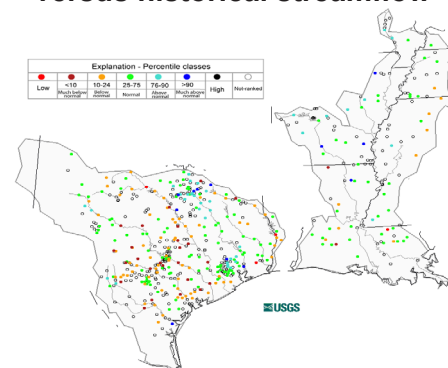 versus historical streamflow
Explanation - Percentile classes
Low <10 10-24 25-75 76-90 >90 High Not-ranked
Much below normal Below normal Normal Above normal Much above normal
USGS